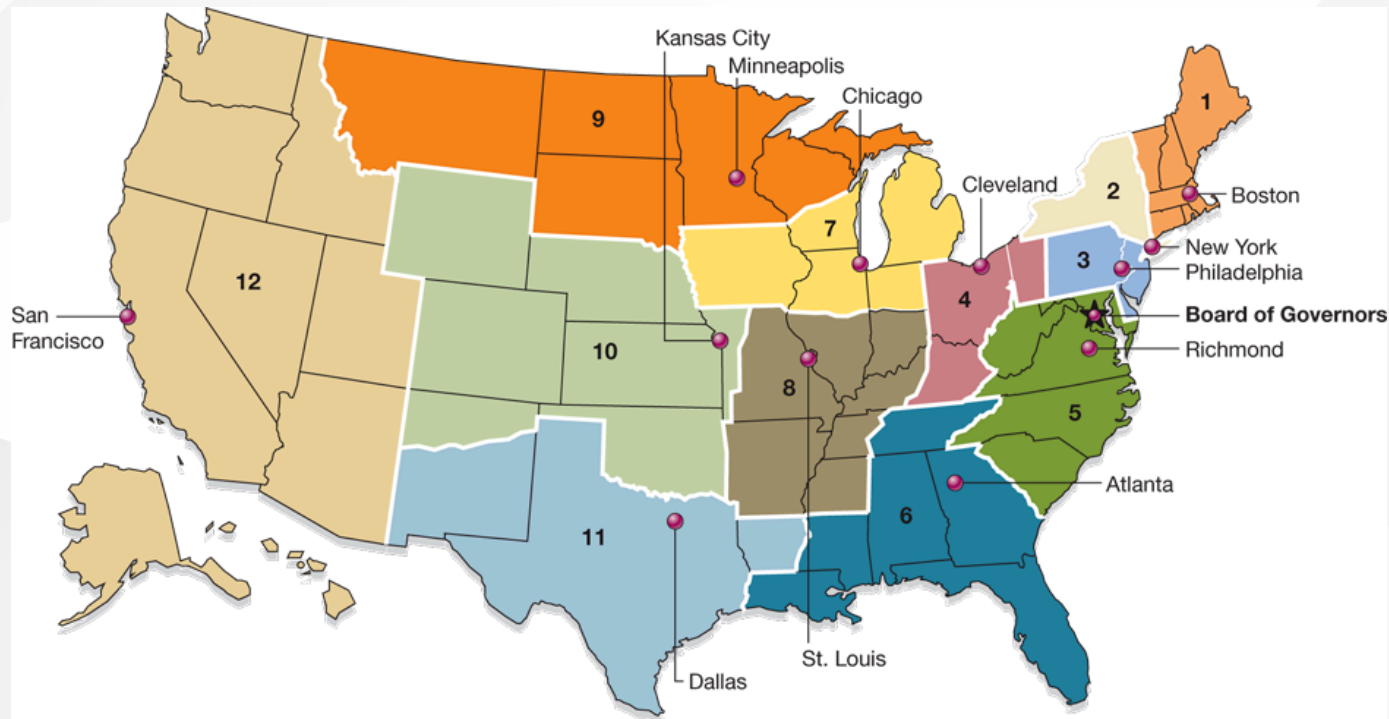 Kansas City
Minneapolis
Chicago
Cleveland
Boston
New York
Philadelphia
Board of Governors
Richmond
Atlanta
St. Louis
Dallas
San
Francisco
1
2
3
4
5
6
7
8
9
10
11
12